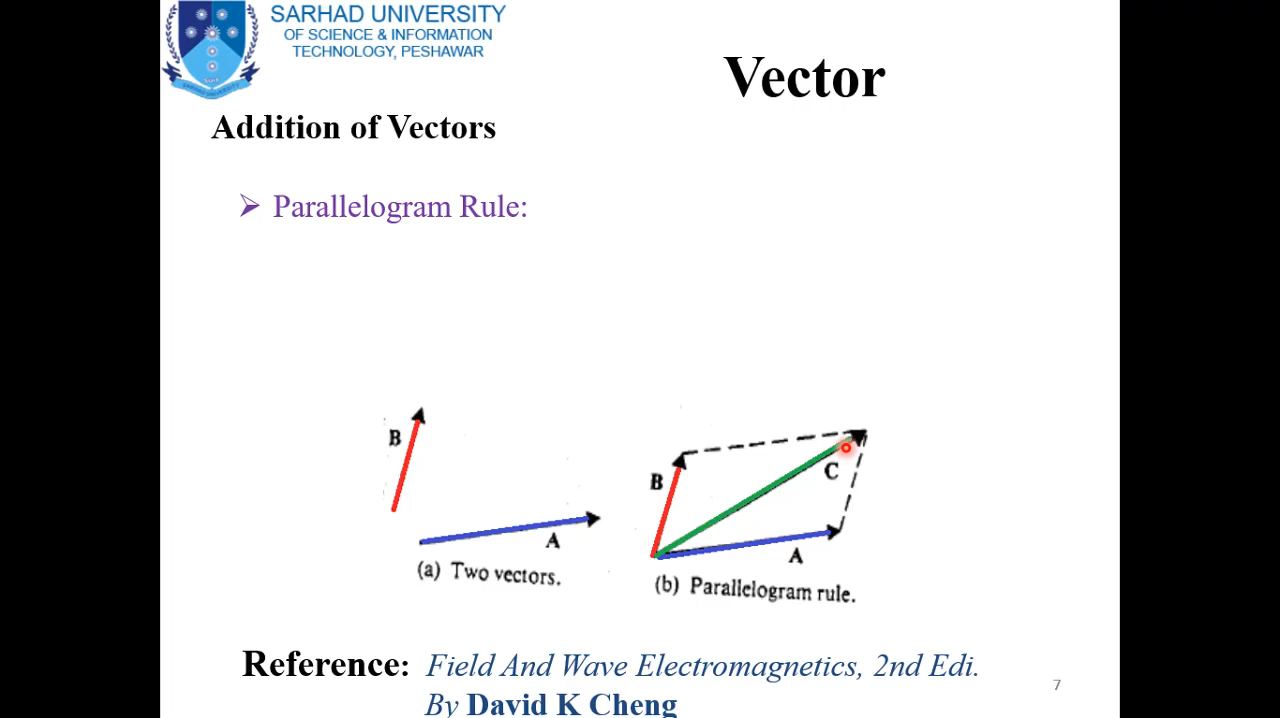 SARHAD UNIVERSITY
OF SCIENCE & INFORMATION
TECHNOLOGY, PESHAWAR
Vector
Addition of Vectors
➢ Parallelogram Rule:
B
A
(a) Two vectors.
B
C
A
(b) Parallelogram rule.
Reference: Field And Wave Electromagnetics, 2nd Edi.
By David K Cheng
7